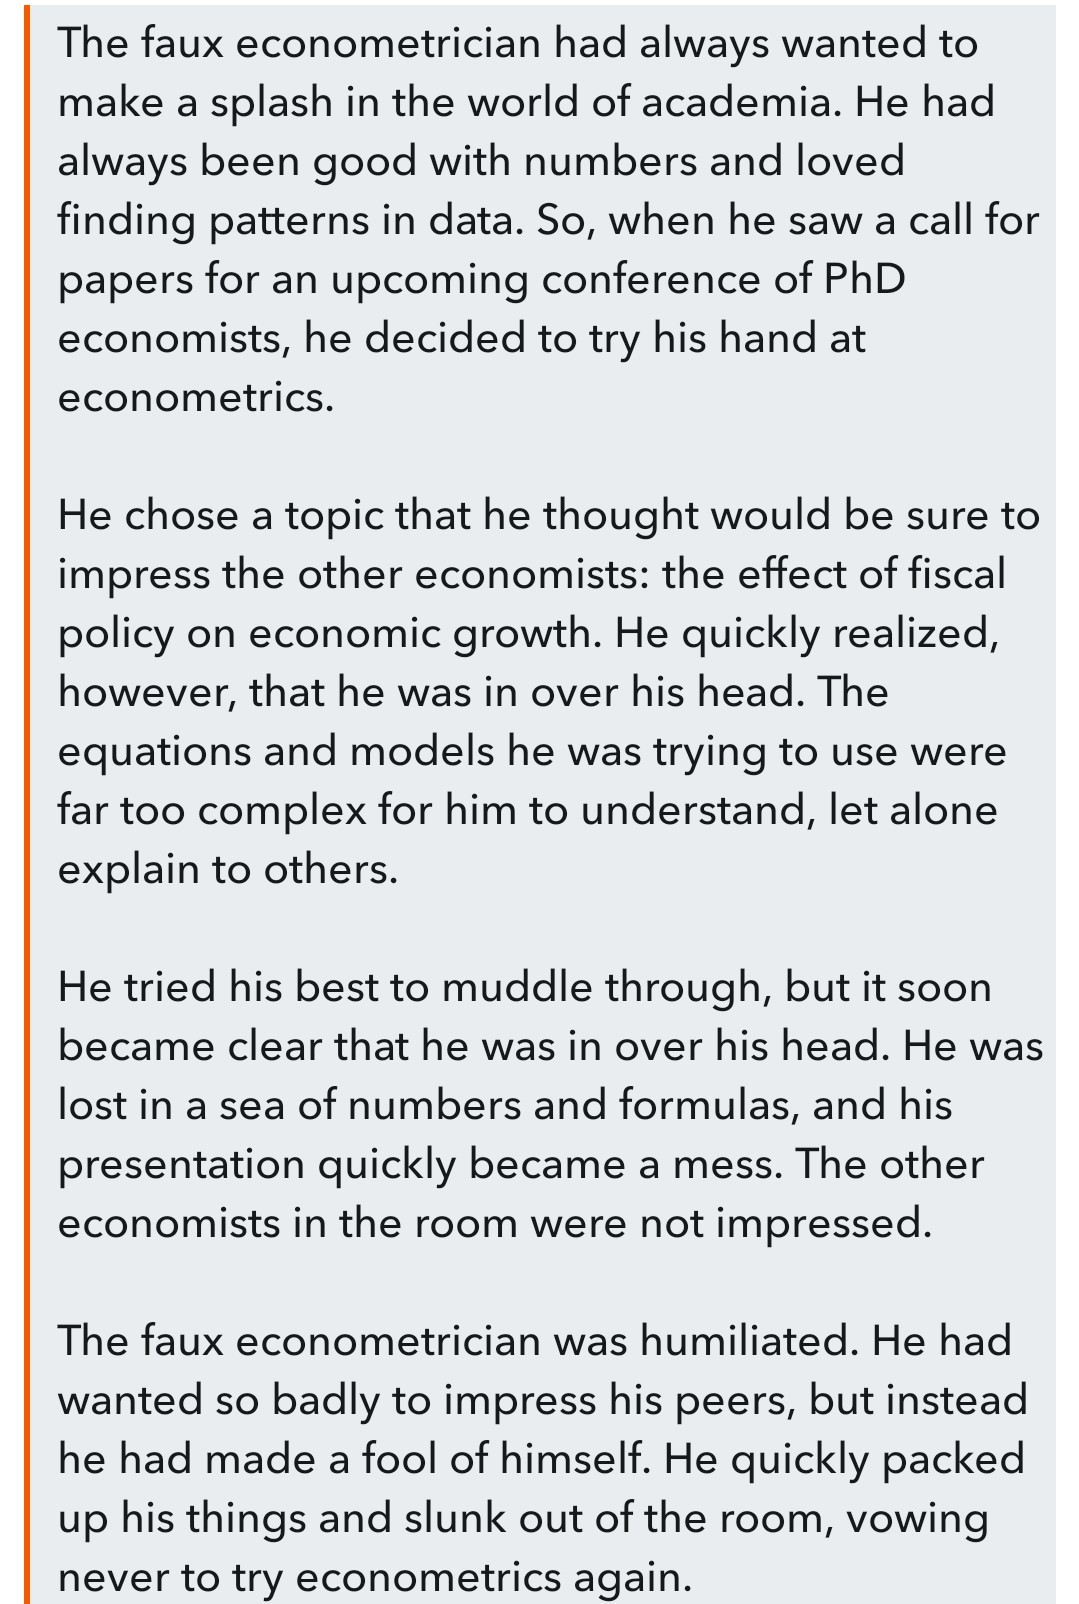 The faux econometrician had always wanted to
make a splash in the world of academia. He had
always been good with numbers and loved
finding patterns in data. So, when he saw a call for
papers for an upcoming conference of PhD
economists, he decided to try his hand at
econometrics.
He chose a topic that he thought would be sure to
impress the other economists: the effect of fiscal
policy on economic growth. He quickly realized,
however, that he was in over his head. The
equations and models he was trying to use were
far too complex for him to understand, let alone
explain to others.
He tried his best to muddle through, but it soon
became clear that he was in over his head. He was
lost in a sea of numbers and formulas, and his
presentation quickly became a mess. The other
economists in the room were not impressed.
The faux econometrician was humiliated. He had
wanted so badly to impress his peers, but instead
he had made a fool of himself. He quickly packed
up his things and slunk out of the room, vowing
never to try econometrics again.